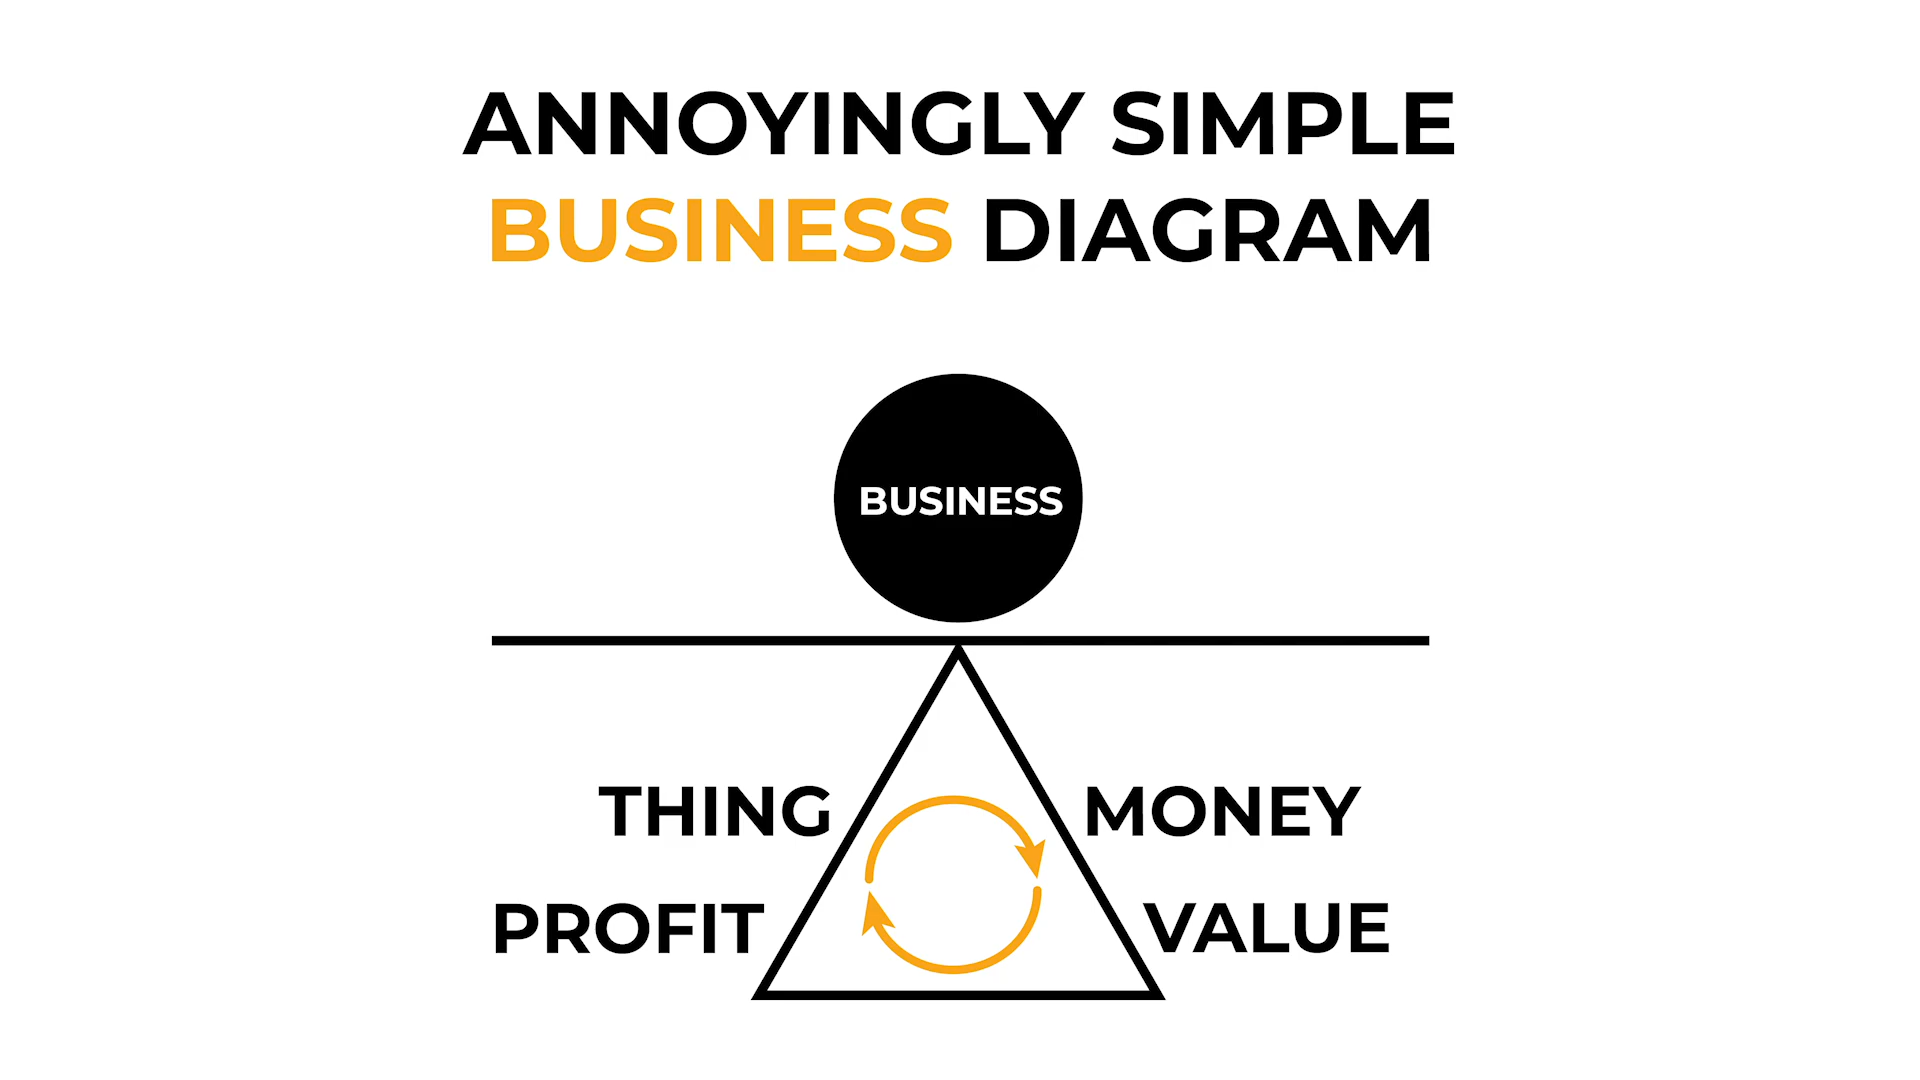 ANNOYINGLY SIMPLE
BUSINESS DIAGRAM
BUSINESS
THING MONEY
PROFIT VALUE